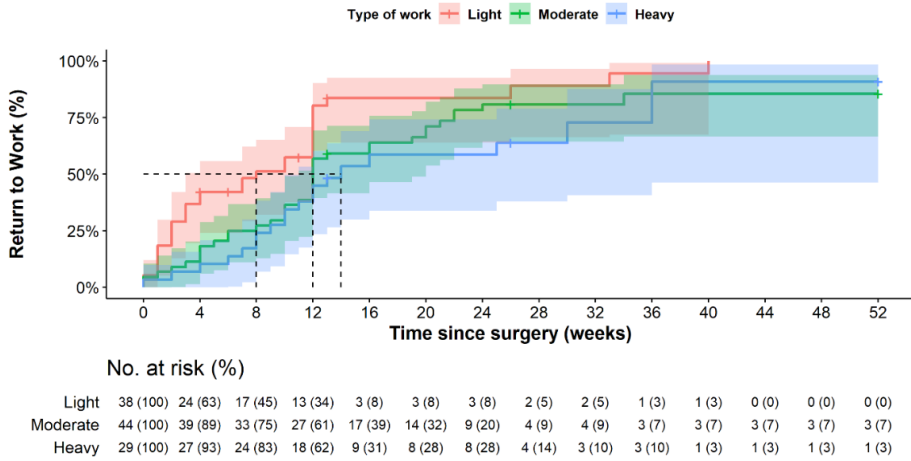 Type of work Light Moderate Heavy
100%
75%
50%
25%
0%
Return to Work (%)
0 4 8 12 16 20 24 28 32 36 40 44 48 52
Time since surgery (weeks)
No. at risk (%)
Light 38 (100) 24 (63) 17 (45) 13 (34) 3 (8) 3 (8) 3 (8) 2 (5) 2 (5) 1 (3) 1 (3) 0 (0) 0 (0) 0 (0)
Moderate 44 (100) 39 (89) 33 (75) 27 (61) 17 (39) 14 (32) 9 (20) 4 (9) 4 (9) 3 (7) 3 (7) 3 (7) 3 (7) 3 (7)
Heavy 29 (100) 27 (93) 24 (83) 18 (62) 9 (31) 8 (28) 8 (28) 4 (14) 3 (10) 3 (10) 1 (3) 1 (3) 1 (3) 1 (3)